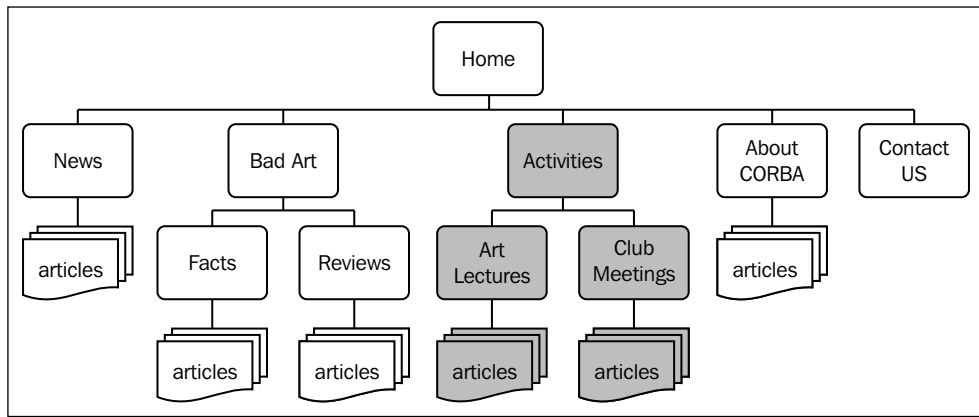 Home
News
Bad Art
Activities
About
CORBA
Contact
US
articles
Facts
Reviews
Art
Lectures
Club
Meetings
articles
articles
articles
articles
articles